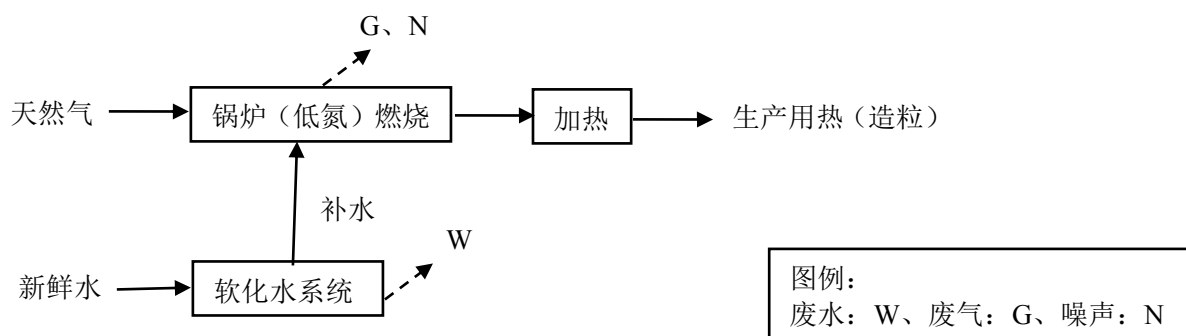 G、N
天然气
锅炉（低氮）燃烧
加热
生产用热（造粒）
补水
W
新鲜水
软化水系统
图例：
废水：W、废气：G、噪声：N